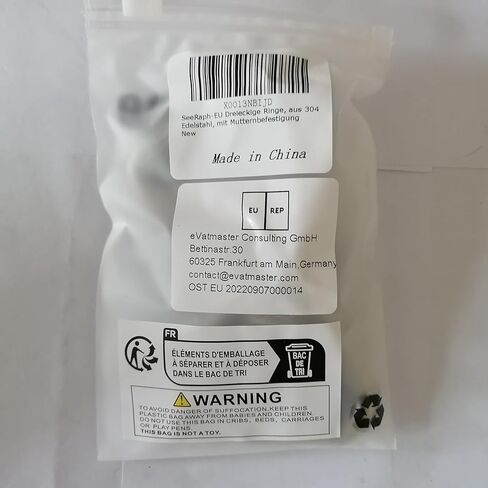 X0013NBIJD
SeeRaph-EU Dreieckige Ringe, aus 304
Edelstahl, mit Mutternbefestigung
New
Made in China
EU REP
eVatmaster Consulting GmbH
Bettinastr.30
60325 Frankfurt am Main,Germany
contact@evatmaster.com
OST EU 20220907000014
FR
ÉLÉMENTS D'EMBALLAGE
À SÉPARER ET À DÉPOSER
DANS LE BAC DE TRI
BAC
DE
TRI
WARNING
TO AVOID DANGER OF SUFFOCATION,KEEP THIS
PLASTIC BAG AWAY FROM BABIES AND CHILDREN.
DO NOT USE THIS BAG IN CRIBS, BEDS, CARRIAGES
OR PLAY PENS.
THIS BAG IS NOT A TOY.